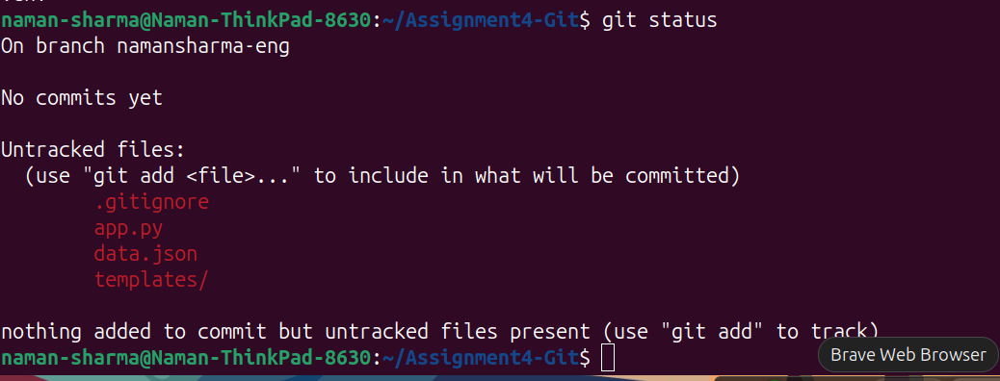 naman-sharma@Naman-ThinkPad-8630:~/Assignment4-Git$ git status
On branch namansharma-eng
No commits yet
Untracked files:
(use "git add <file>..." to include in what will be committed)
.gitignore
app.py
data.json
templates/
nothing added to commit but untracked files present (use "git add" to track)
naman-sharma@Naman-ThinkPad-8630:~/Assignment4-Git$
Brave Web Browser